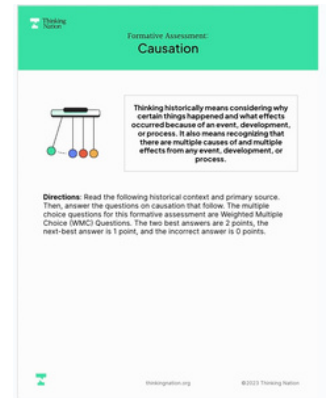 Thinking
Nation
Formative Assessment:
Causation
Thinking historically means considering why
certain things happened and what effects
occurred because of an event, development,
or process. It also means recognizing that
there are multiple causes of and multiple
effects from any event, development, or
process.
Directions: Read the following historical context and primary source.
Then, answer the questions on causation that follow. The multiple
choice questions for this formative assessment are Weighted Multiple
Choice (WMC) Questions. The two best answers are 2 points, the
next-best answer is 1 point, and the incorrect answer is 0 points.
thinkingnation.org
©2023 Thinking Nation